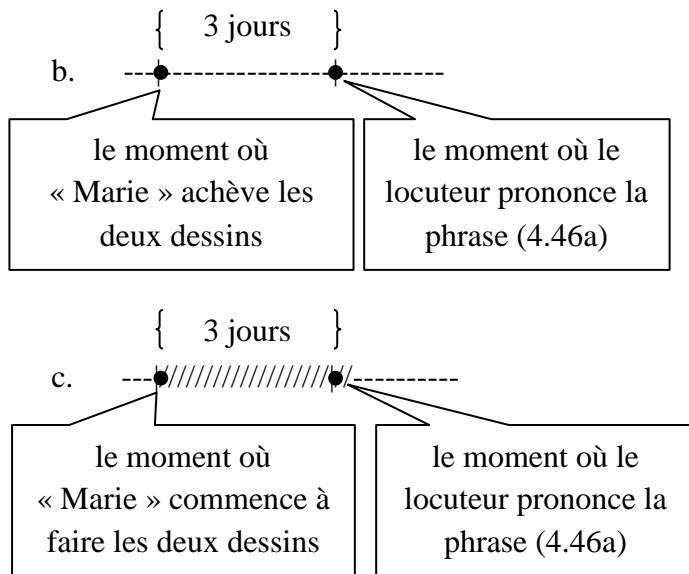 { 3 jours }
b.
le moment où
« Marie » achève les
deux dessins
le moment où le
locuteur prononce la
phrase (4.46a)
{ 3 jours }
c.
le moment où
« Marie » commence à
faire les deux dessins
le moment où le
locuteur prononce la
phrase (4.46a)